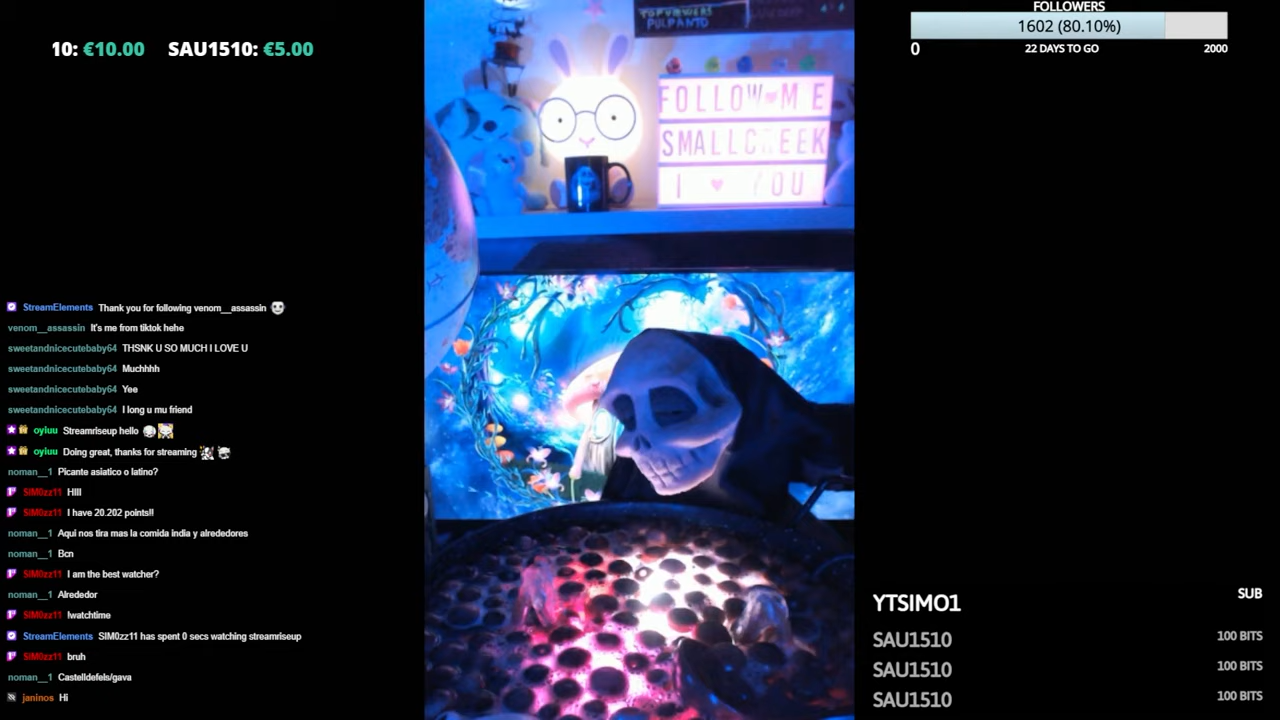 10: €10.00 SAU1510: €5.00
StreamElements Thank you for following venom__assassin
venom__assassin It's me from tiktok hehe
sweetandnicecutebaby64 THSNK U SO MUCH I LOVE U
sweetandnicecutebaby64 Muchhhh
sweetandnicecutebaby64 Yee
sweetandnicecutebaby64 I long u mu friend
oyiuu Streamriseup hello
oyiuu Doing great, thanks for streaming
noman__1 Picante asiatico o latino?
SIM0zz11 HIII
SIM0zz11 I have 20.202 points!!
noman__1 Aqui nos tira mas la comida india y alrededores
noman__1 Bcn
SIM0zz11 I am the best watcher?
noman__1 Alrededor
SIM0zz11 !watchtime
StreamElements SIM0zz11 has spent 0 secs watching streamriseup
SIM0zz11 bruh
noman__1 Castelldefels/gava
janinos Hi
PULPANTO
FOLLOW ♥ ME
SMALLCREEK
I ♥ YOU
FOLLOWERS
1602 (80.10%)
0 22 DAYS TO GO 2000
YTSIMO1 SUB
SAU1510 100 BITS
SAU1510 100 BITS
SAU1510 100 BITS